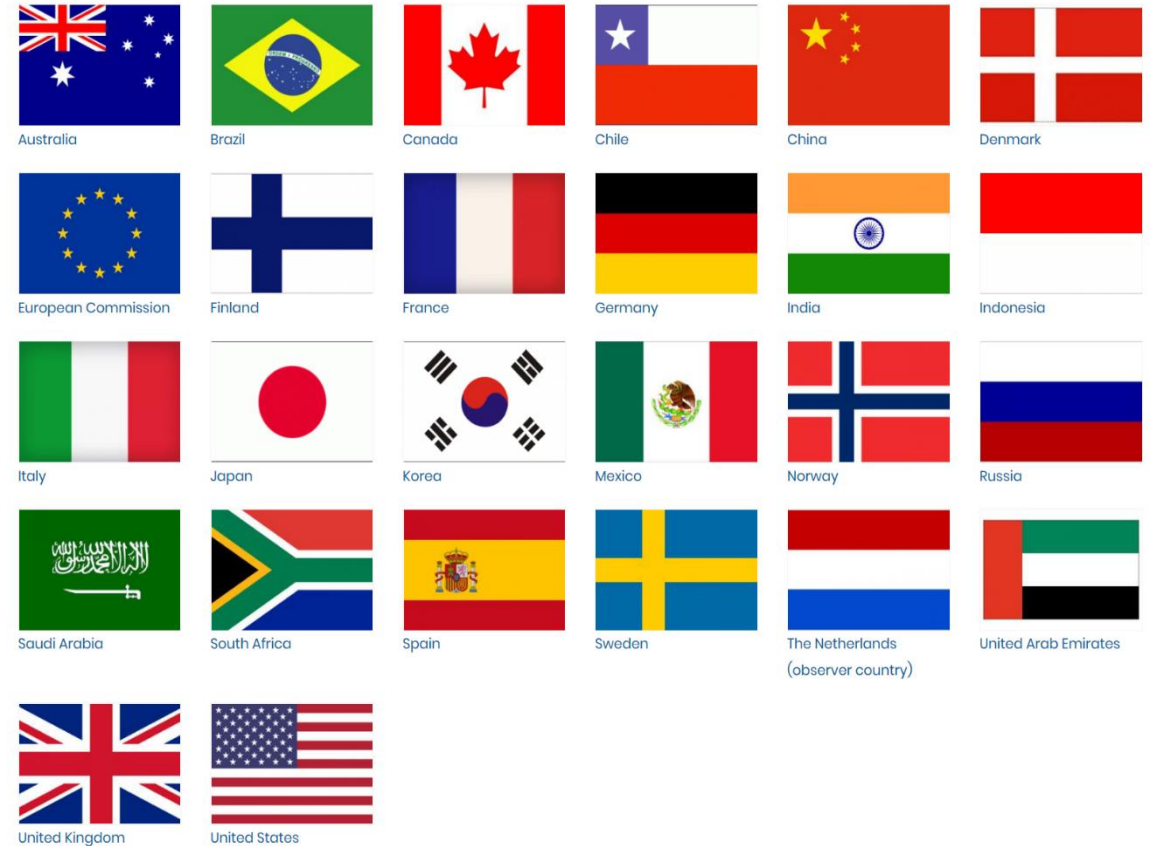 Australia
Brazil
Canada
Chile
China
Denmark
European Commission
Finland
France
Germany
India
Indonesia
Italy
Japan
Korea
Mexico
Norway
Russia
Saudi Arabia
South Africa
Spain
Sweden
The Netherlands
(observer country)
United Arab Emirates
United Kingdom
United States